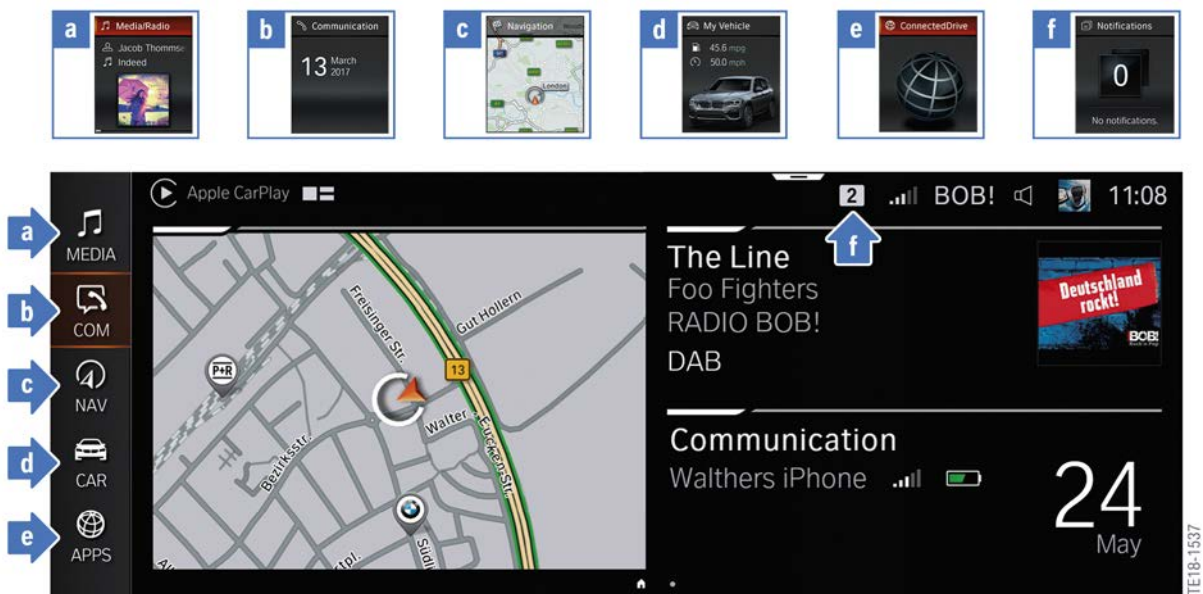 a
Media/Radio
Jacob Thommse
Indeed
b
Communication
13 March
2017
c
Navigation
London
d
My Vehicle
45.6 mpg
50.0 mph
e
ConnectedDrive
f
Notifications
0
No notifications.
Apple CarPlay
2
BOB!
11:08
a
MEDIA
b
COM
c
NAV
d
CAR
e
APPS
f
P+R
Freisinger Str.
Gut Hollern
13
Walter - Eucken-Str.
Bezirksstr.
Südli
stpl.
The Line
Foo Fighters
RADIO BOB!
DAB
Deutschland
rockt!
BOB!
Communication
Walthers iPhone
24
May
TE18-1537